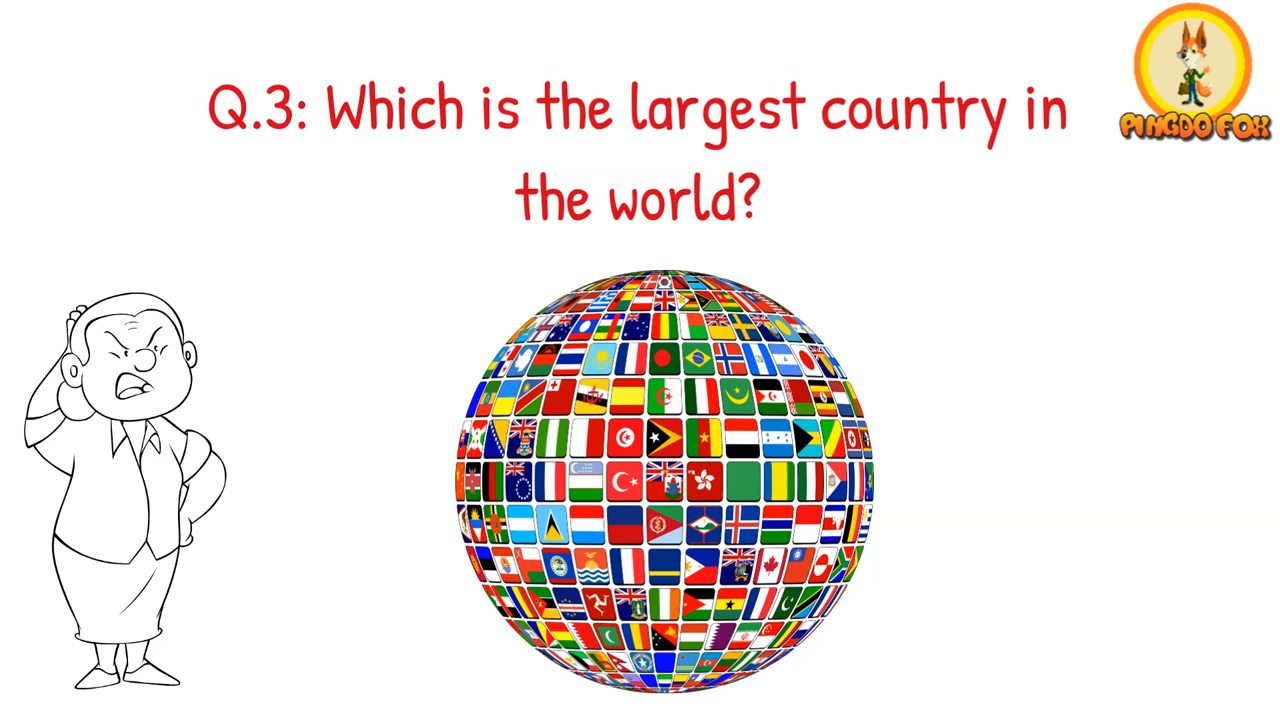 Q.3: Which is the largest country in
the world?
PINGDO FOX